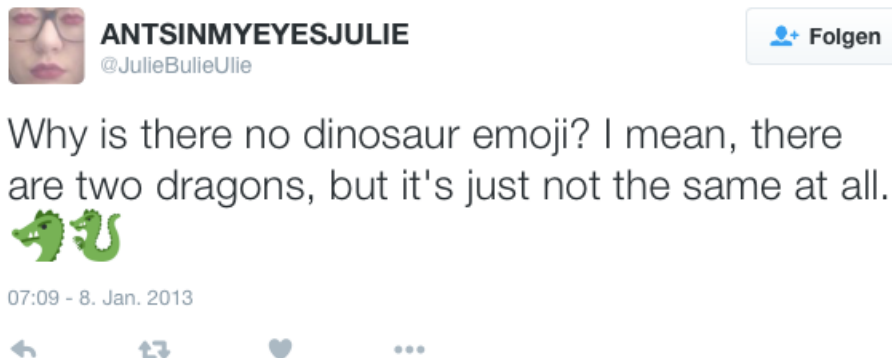 ANTSINMYEYESJULIE
@JulieBulieUlie
Folgen
Why is there no dinosaur emoji? I mean, there
are two dragons, but it's just not the same at all.
🐲🐉
07:09 - 8. Jan. 2013